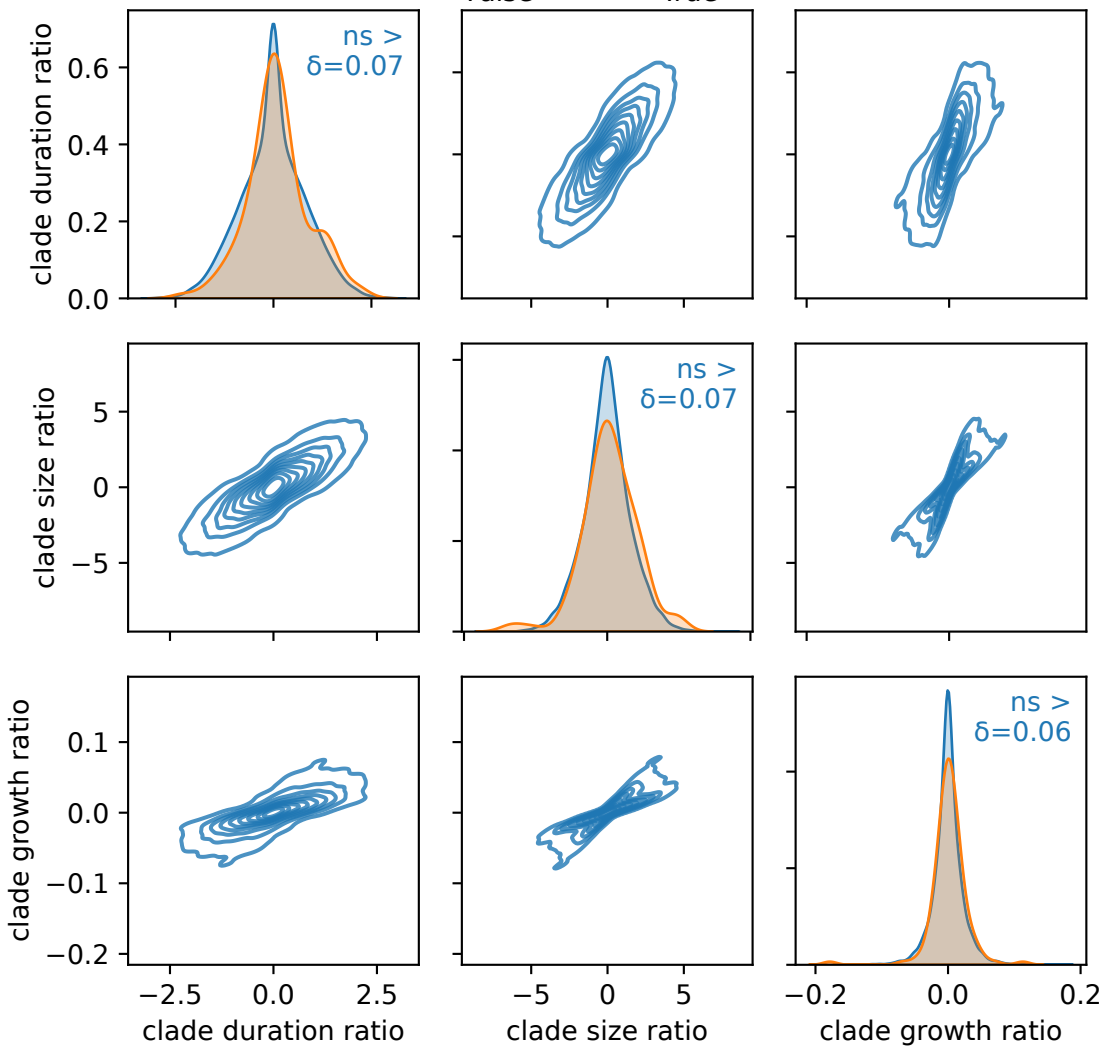 clade duration ratio
0.6
0.4
0.2
0.0
ns >
δ=0.07
clade size ratio
5
0
−5
ns >
δ=0.07
clade growth ratio
0.1
0.0
−0.1
−0.2
ns >
δ=0.06
−2.5 0.0 2.5 −5 0 5 −0.2 0.0 0.2
clade duration ratio clade size ratio clade growth ratio